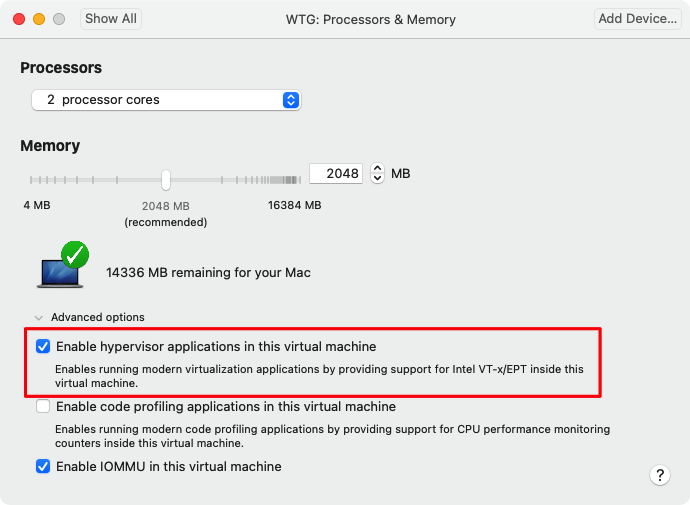 Show All
WTG: Processors & Memory
Add Device...
Processors
2 processor cores
Memory
2048 MB
4 MB
2048 MB
16384 MB
(recommended)
14336 MB remaining for your Mac
Advanced options
Enable hypervisor applications in this virtual machine
Enables running modern virtualization applications by providing support for Intel VT-x/EPT inside this
virtual machine.
Enable code profiling applications in this virtual machine
Enables running modern code profiling applications by providing support for CPU performance monitoring
counters inside this virtual machine.
Enable IOMMU in this virtual machine
?